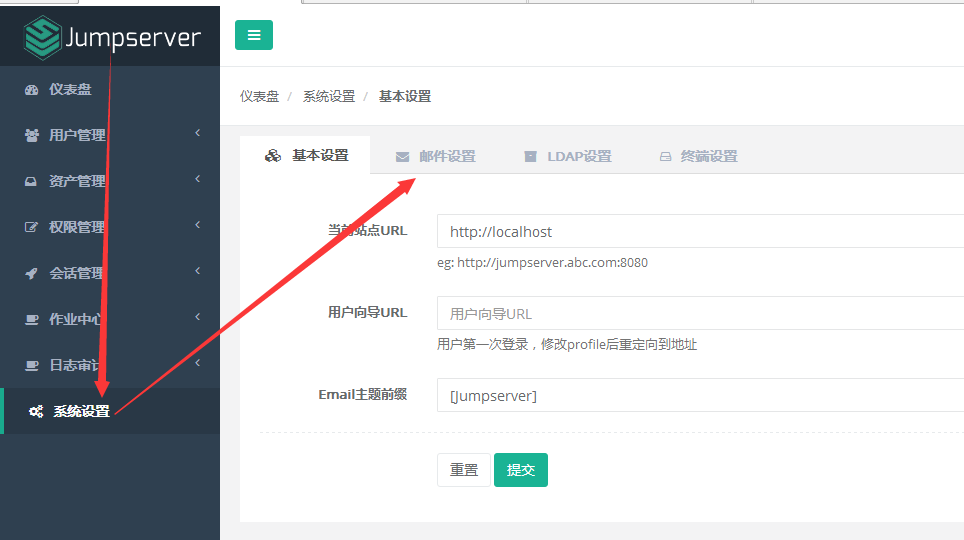 Jumpserver
仪表盘
用户管理
资产管理
权限管理
会话管理
作业中心
日志审计
系统设置
仪表盘 / 系统设置 / 基本设置
基本设置 邮件设置 LDAP设置 终端设置
当前站点URL http://localhost
eg: http://jumpserver.abc.com:8080
用户向导URL 用户向导URL
用户第一次登录，修改profile后重定向到地址
Email主题前缀 [Jumpserver]
重置 提交